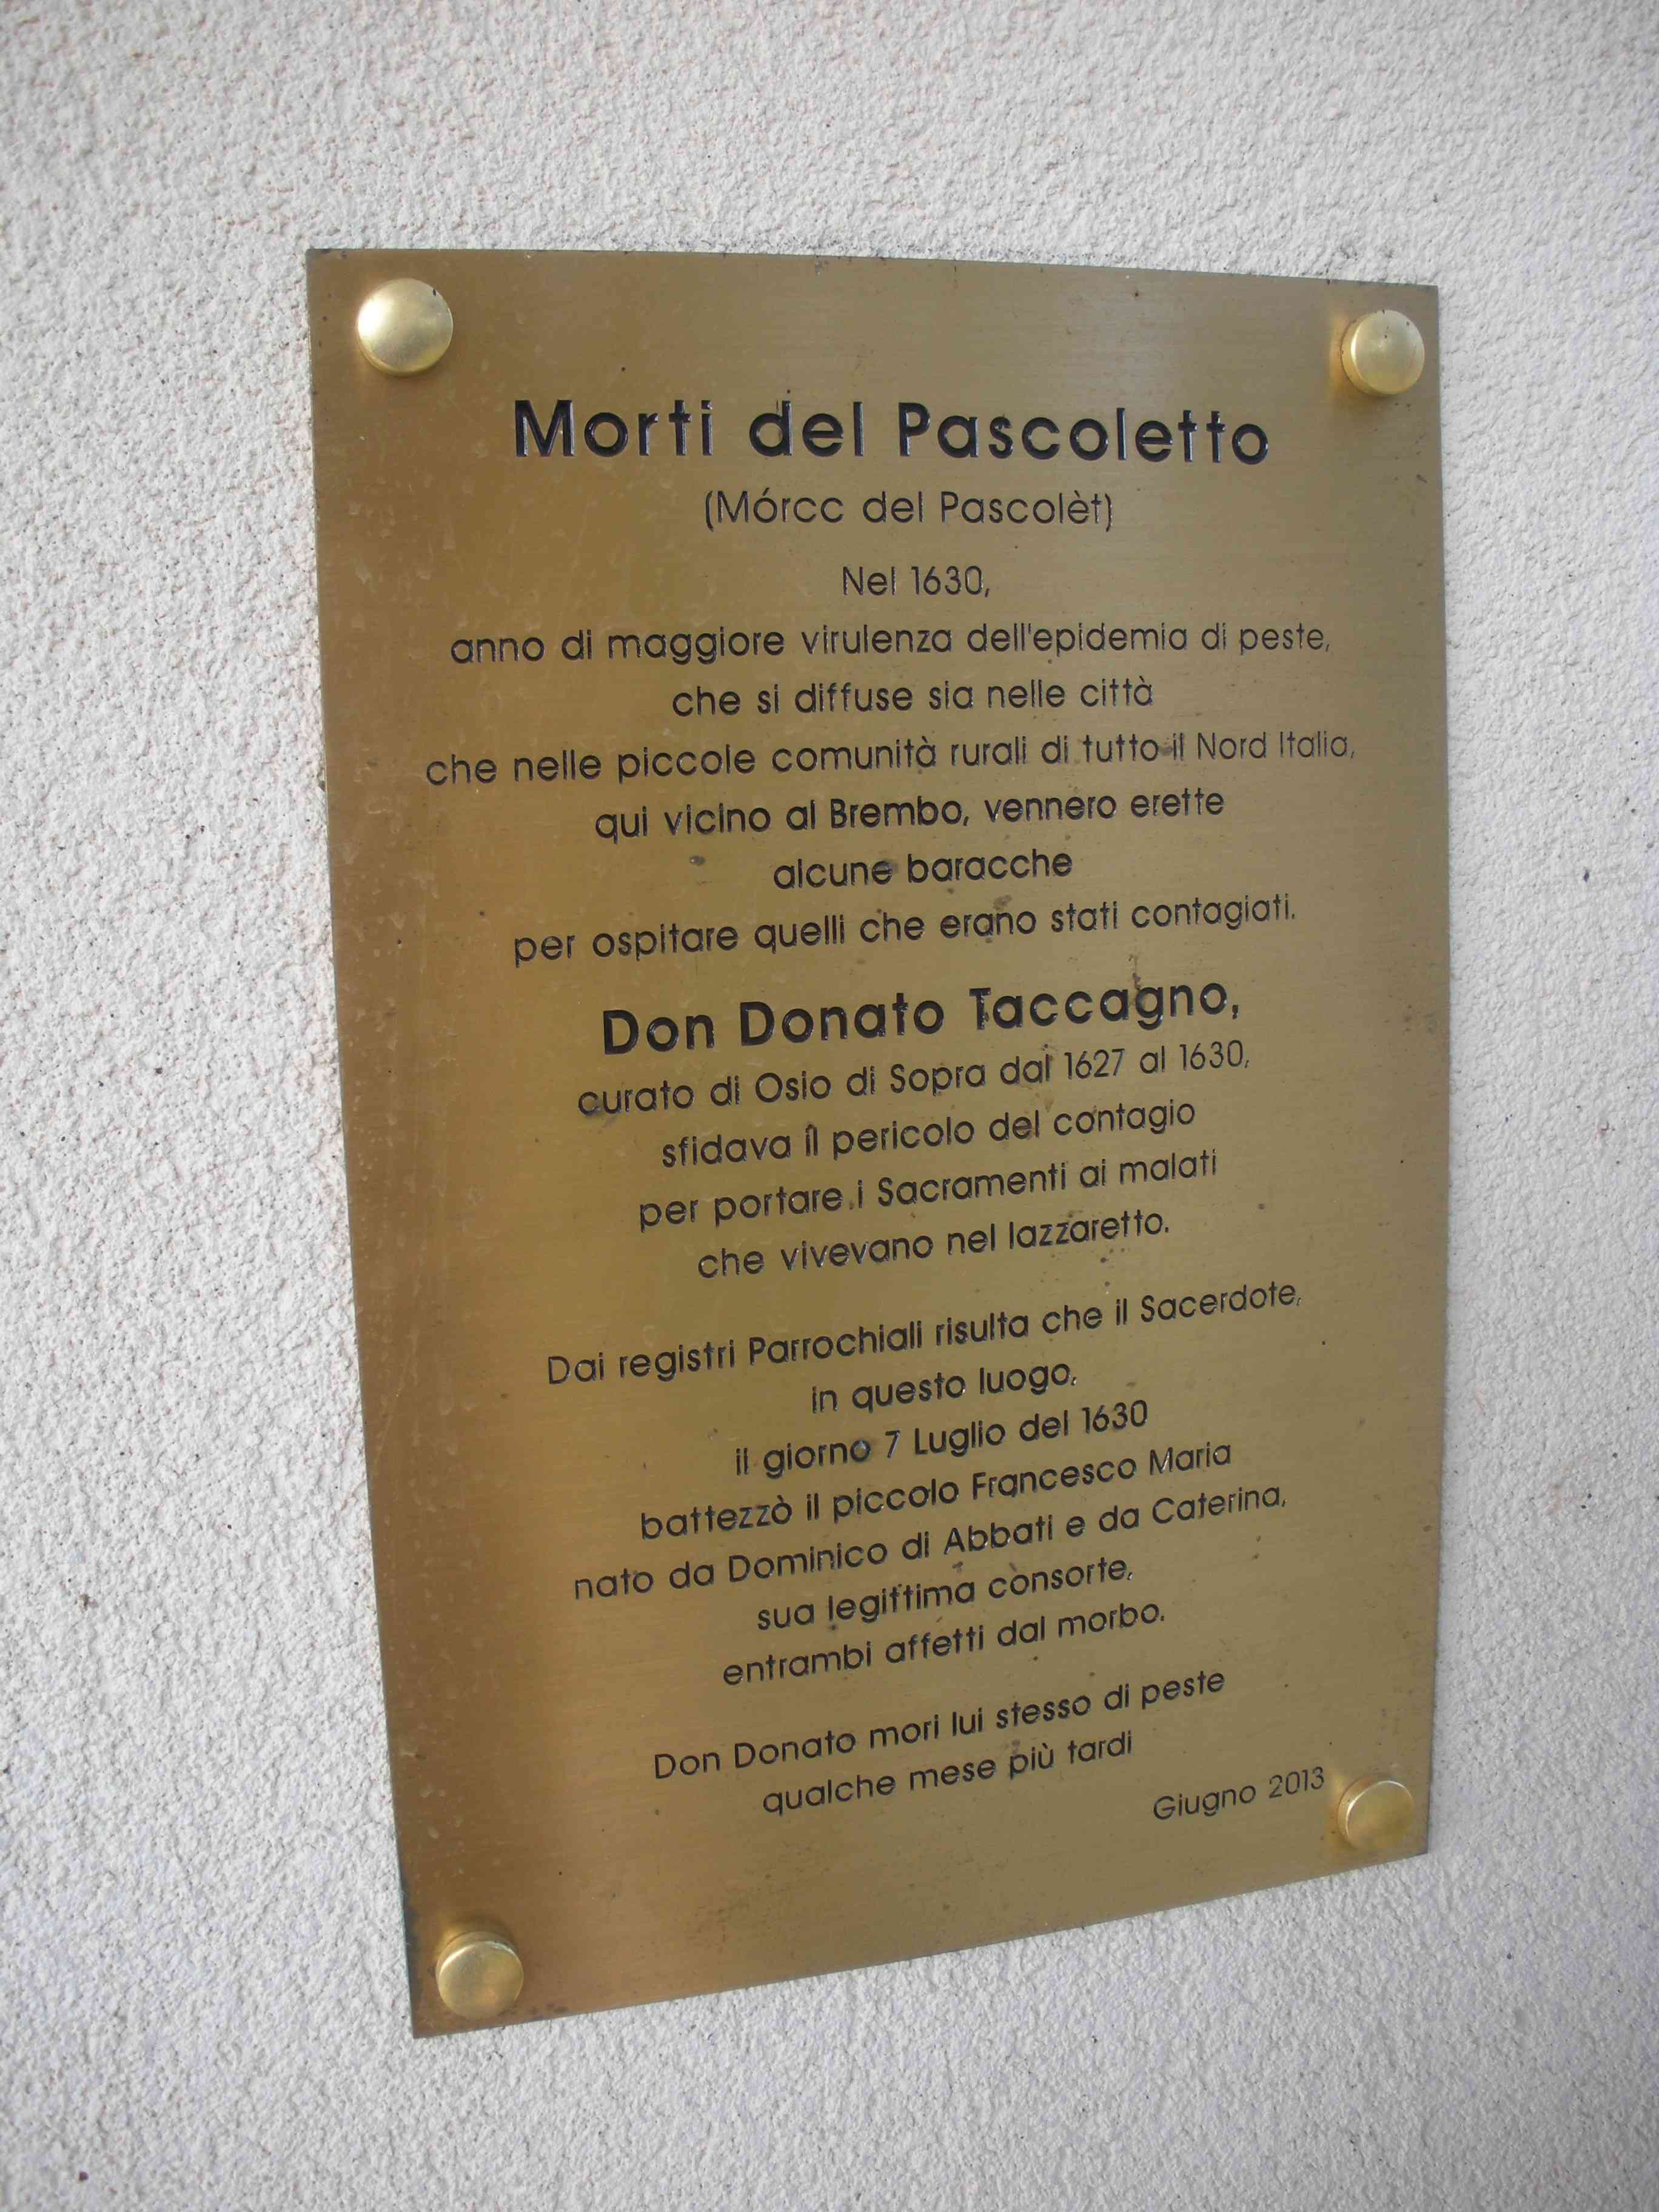 Morti del Pascoletto
(Mórcc del Pascolèt)
Nel 1630,
anno di maggiore virulenza dell'epidemia di peste,
che si diffuse sia nelle città
che nelle piccole comunità rurali di tutto il Nord Italia,
qui vicino al Brembo, vennero erette
alcune baracche
per ospitare quelli che erano stati contagiati.
Don Donato Taccagno,
curato di Osio di Sopra dal 1627 al 1630,
sfidava il pericolo del contagio
per portare i Sacramenti ai malati
che vivevano nel lazzaretto.
Dai registri Parrochiali risulta che il Sacerdote,
in questo luogo,
il giorno 7 Luglio del 1630
battezzò il piccolo Francesco Maria
nato da Dominico di Abbati e da Caterina,
sua legittima consorte,
entrambi affetti dal morbo.
Don Donato mori lui stesso di peste
qualche mese più tardi
Giugno 2013